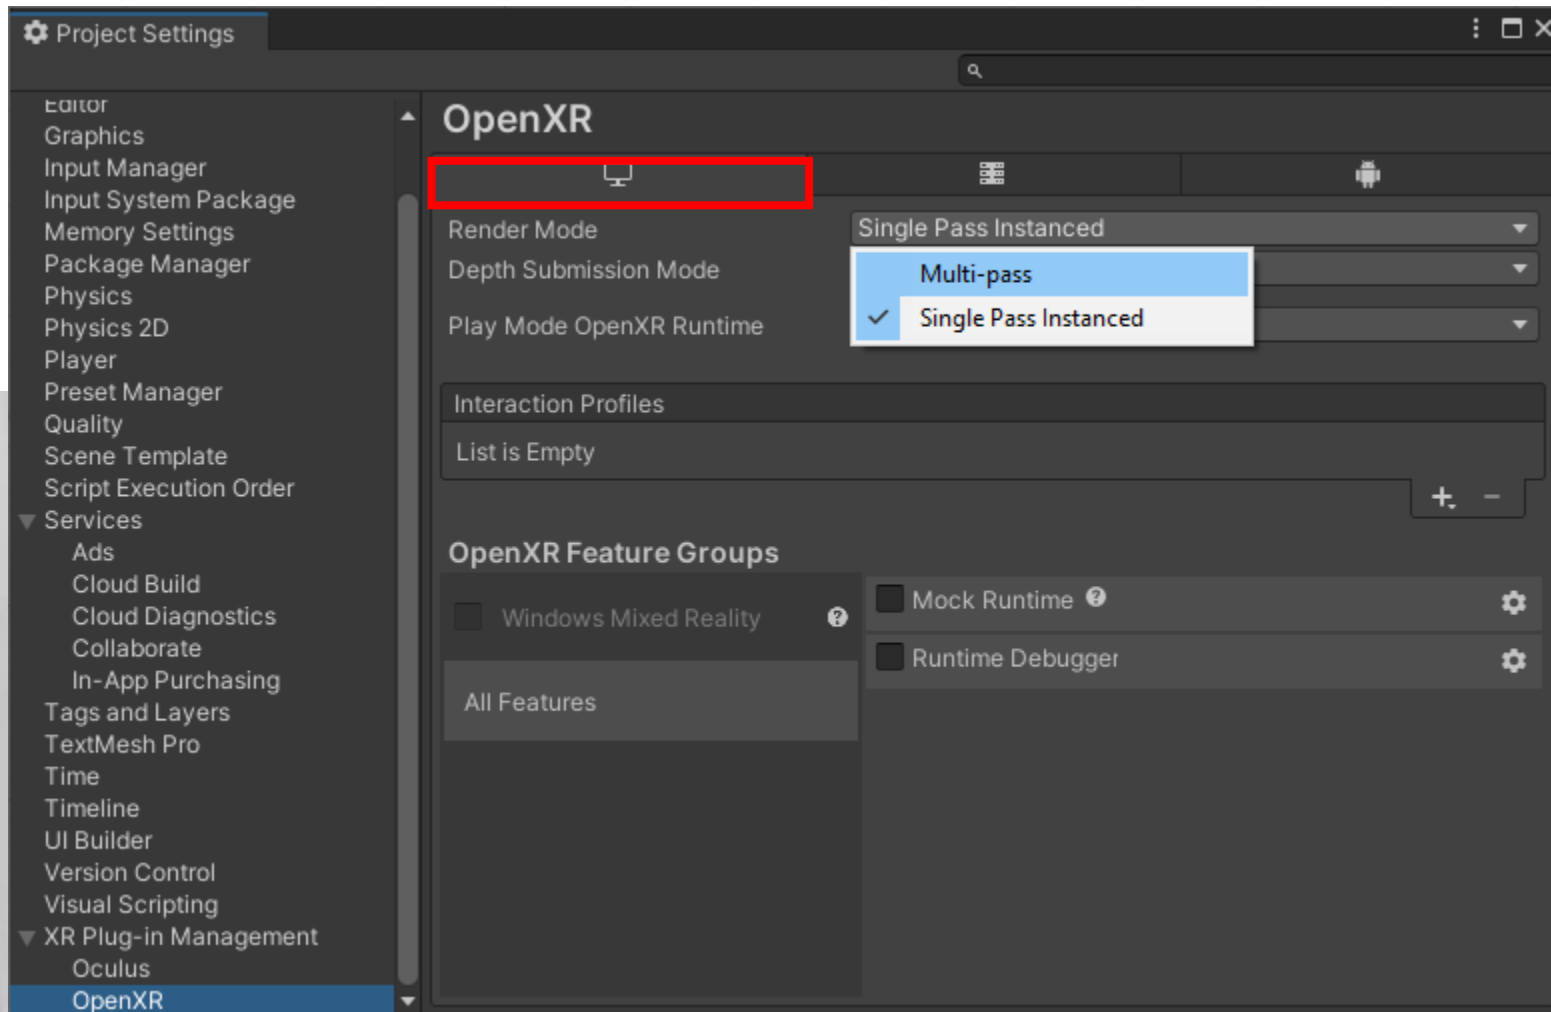 Project Settings
Editor
Graphics
Input Manager
Input System Package
Memory Settings
Package Manager
Physics
Physics 2D
Player
Preset Manager
Quality
Scene Template
Script Execution Order
Services
Ads
Cloud Build
Cloud Diagnostics
Collaborate
In-App Purchasing
Tags and Layers
TextMesh Pro
Time
Timeline
UI Builder
Version Control
Visual Scripting
XR Plug-in Management
Oculus
OpenXR
OpenXR
Render Mode
Single Pass Instanced
Multi-pass
Single Pass Instanced
Depth Submission Mode
Play Mode OpenXR Runtime
Interaction Profiles
List is Empty
OpenXR Feature Groups
Windows Mixed Reality
All Features
Mock Runtime
Runtime Debugger